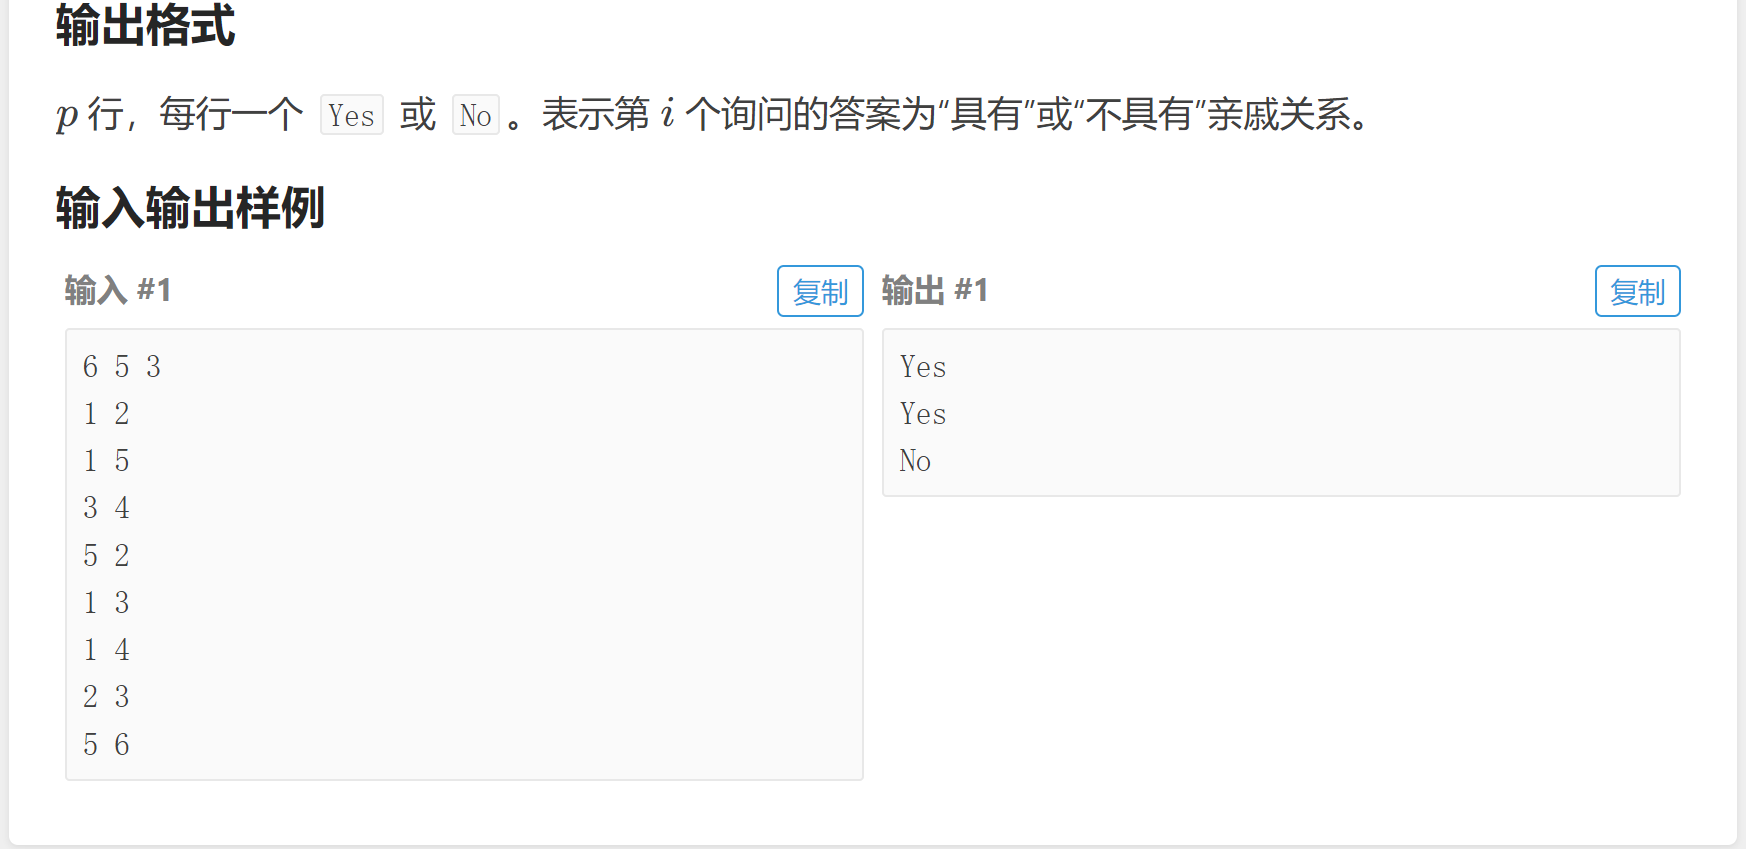 输出格式
p 行，每行一个 Yes 或 No 。表示第 i 个询问的答案为“具有”或“不具有”亲戚关系。
输入输出样例
输入 #1
复制
6 5 3
1 2
1 5
3 4
5 2
1 3
1 4
2 3
5 6
输出 #1
复制
Yes
Yes
No